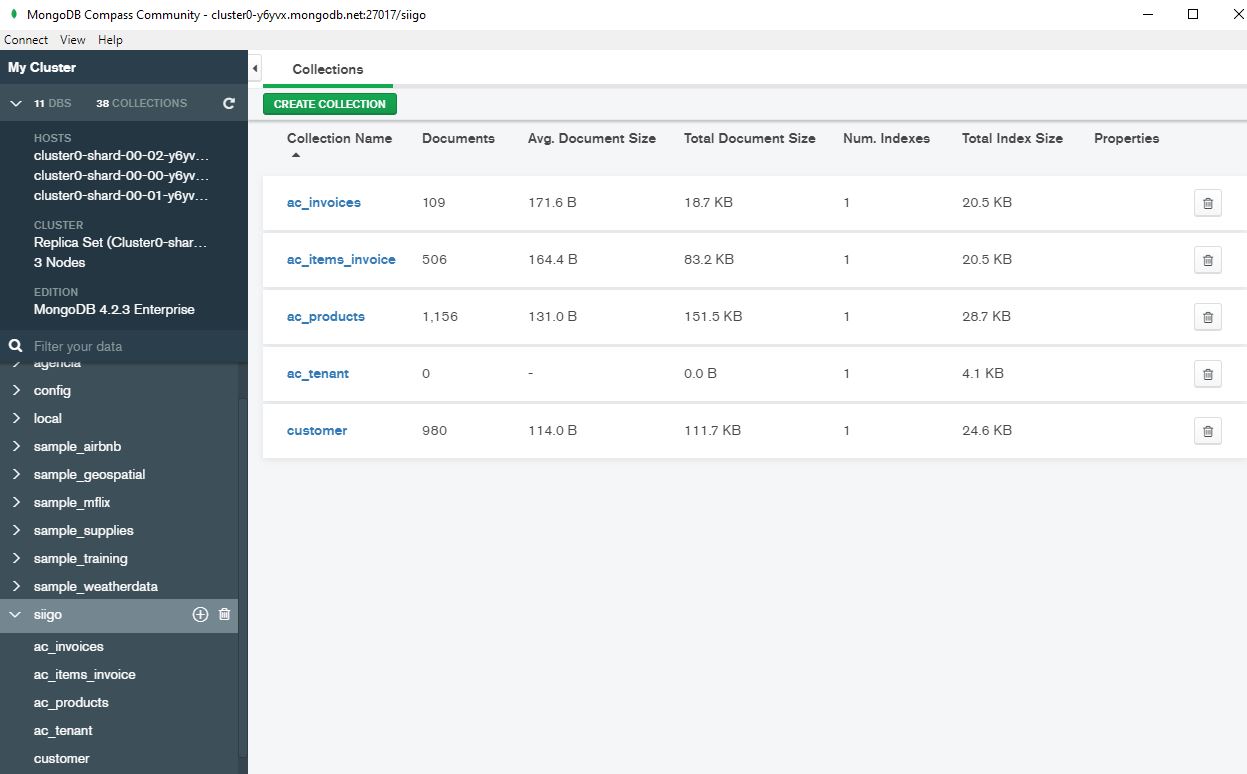 MongoDB Compass Community - cluster0-y6yvx.mongodb.net:27017/siigo
Connect View Help
My Cluster
11 DBS 38 COLLECTIONS
HOSTS
cluster0-shard-00-02-y6yv...
cluster0-shard-00-00-y6yv...
cluster0-shard-00-01-y6yv...
CLUSTER
Replica Set (Cluster0-shar...
3 Nodes
EDITION
MongoDB 4.2.3 Enterprise
Filter your data
agencia
config
local
sample_airbnb
sample_geospatial
sample_mflix
sample_supplies
sample_training
sample_weatherdata
siigo
ac_invoices
ac_items_invoice
ac_products
ac_tenant
customer
Collections
CREATE COLLECTION
Collection Name Documents Avg. Document Size Total Document Size Num. Indexes Total Index Size Properties
ac_invoices 109 171.6 B 18.7 KB 1 20.5 KB
ac_items_invoice 506 164.4 B 83.2 KB 1 20.5 KB
ac_products 1,156 131.0 B 151.5 KB 1 28.7 KB
ac_tenant 0 - 0.0 B 1 4.1 KB
customer 980 114.0 B 111.7 KB 1 24.6 KB